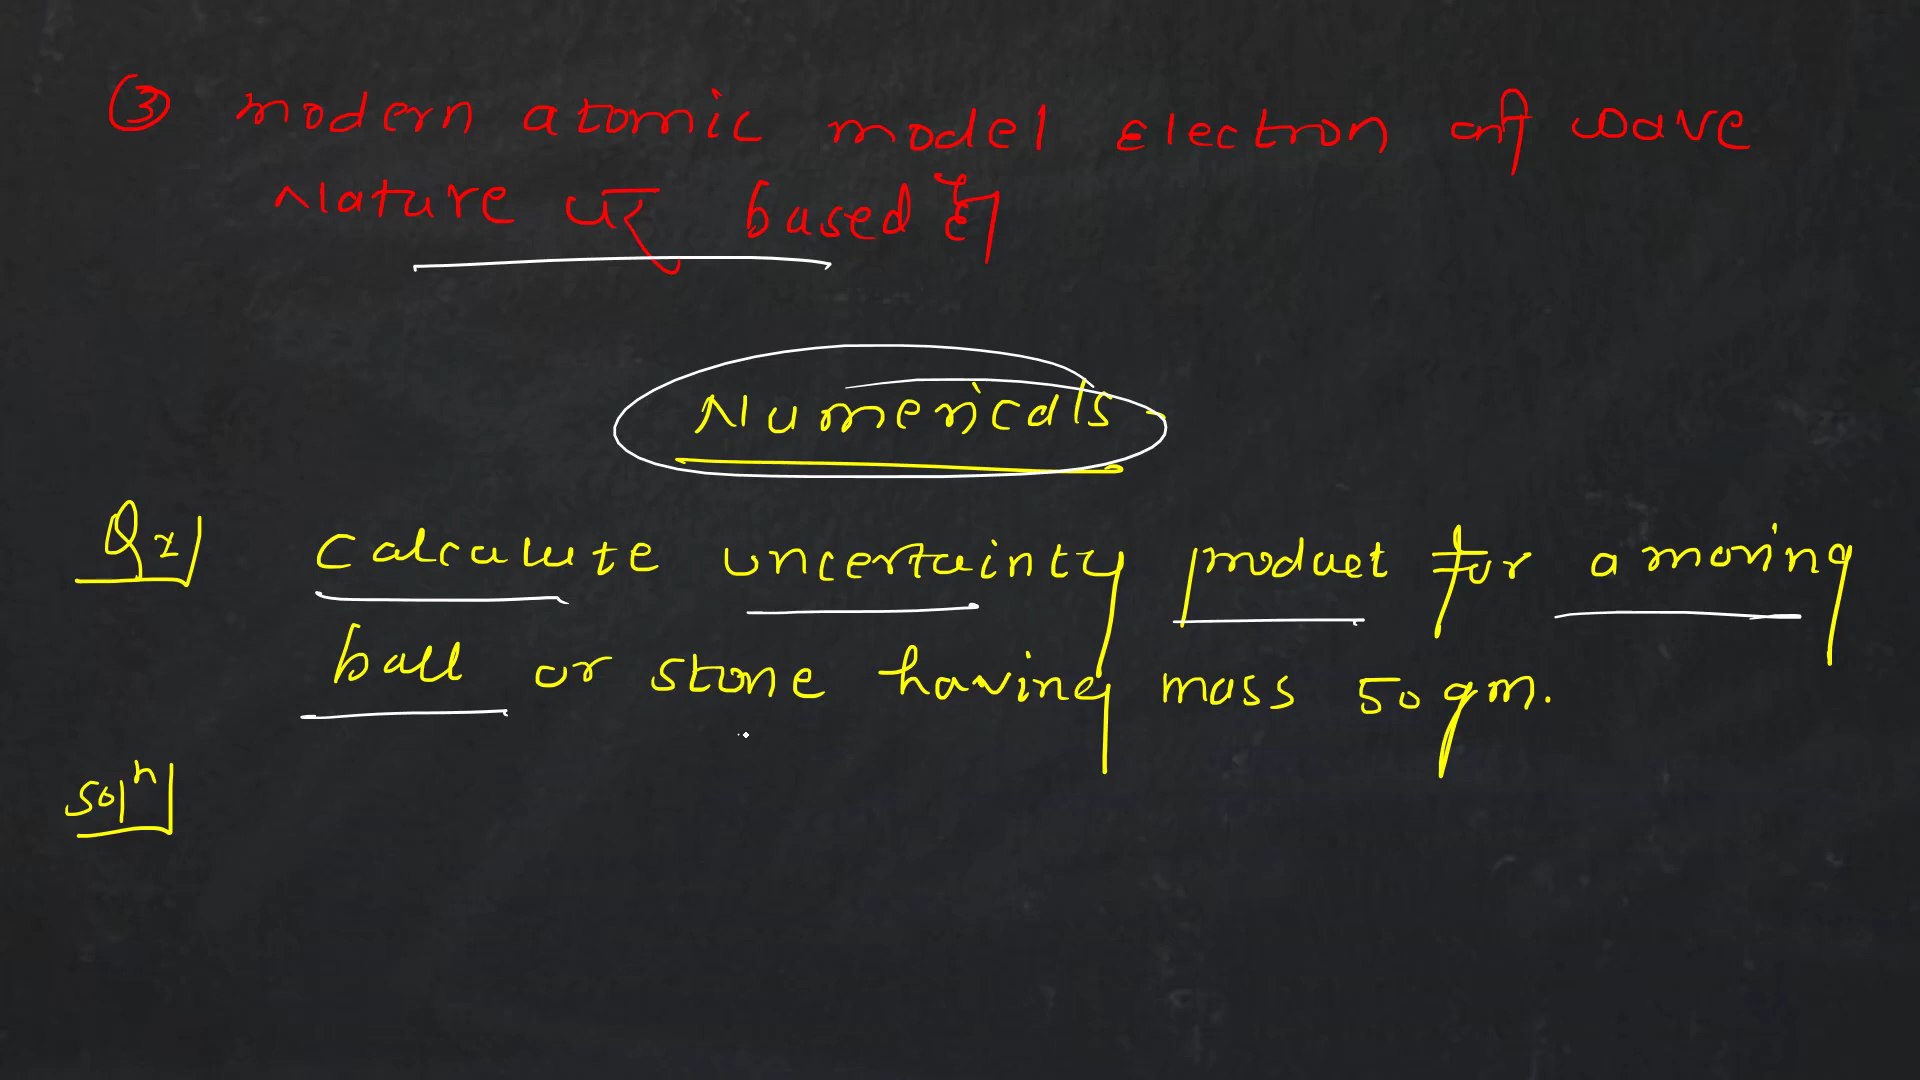 ③ modern atomic model Electron की wave
Nature पर based है
Numericals
Qz
calculate uncertainty product for a moving
ball or stone having mass 50 gm.
solⁿ